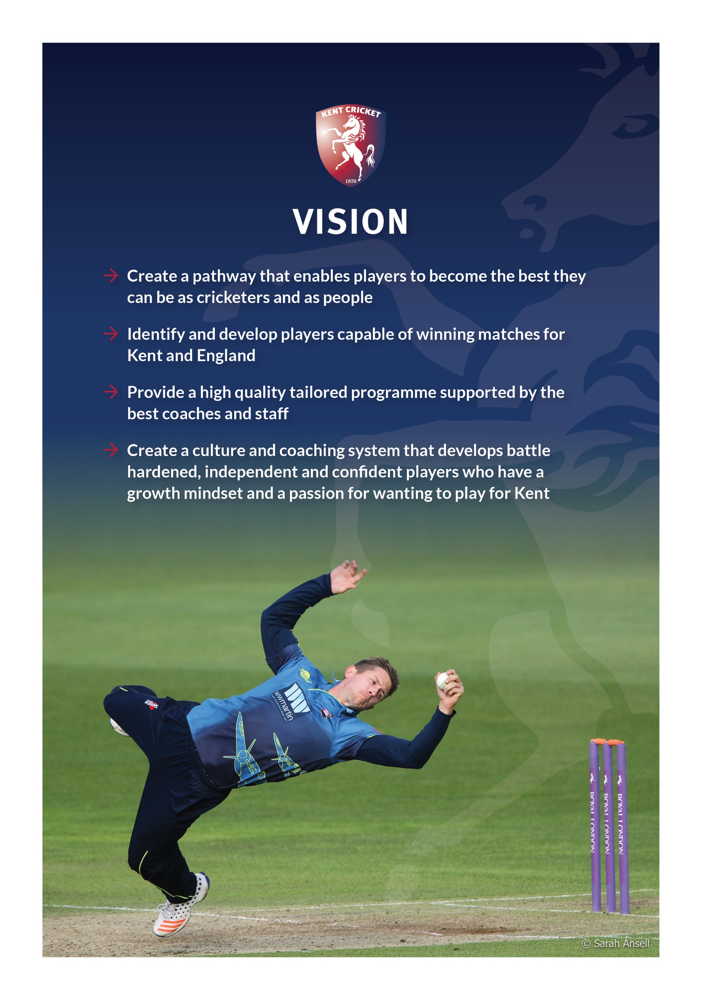 KENT CRICKET
1870
VISION
Create a pathway that enables players to become the best they
can be as cricketers and as people
Identify and develop players capable of winning matches for
Kent and England
Provide a high quality tailored programme supported by the
best coaches and staff
Create a culture and coaching system that develops battle
hardened, independent and confident players who have a
growth mindset and a passion for wanting to play for Kent
wwmartin
ROYAL LONDON
ROYAL LONDON
ROYAL LONDON
© Sarah Ansell